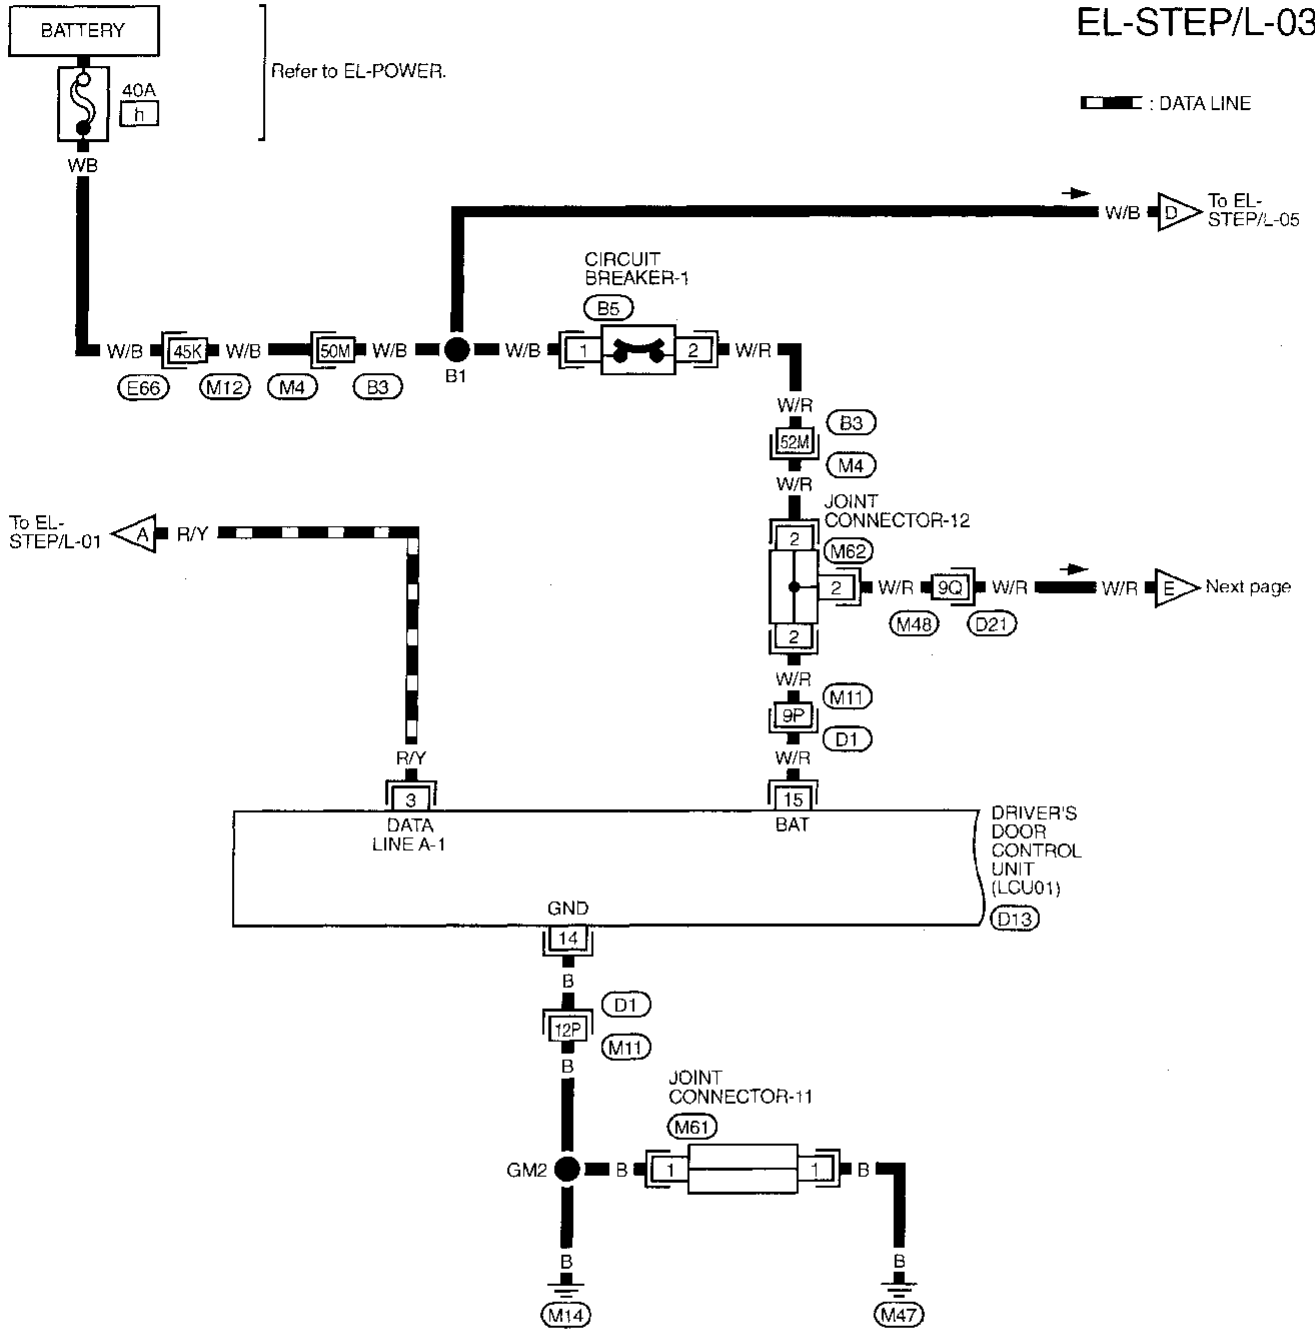 EL-STEP/L-03
BATTERY
Refer to EL-POWER.
40A
h
: DATA LINE
WB
W/B
D
To EL-
STEP/L-05
CIRCUIT
BREAKER-1
B5
W/B
45K
W/B
50M
W/B
W/B
1
2
W/R
E66
M12
M4
B3
B1
W/R
B3
52M
M4
W/R
JOINT
CONNECTOR-12
To EL-
STEP/L-01
A
R/Y
2
M62
2
W/R
9Q
W/R
W/R
E
Next page
M48
D21
2
W/R
M11
9P
D1
R/Y
W/R
3
15
DATA
LINE A-1
BAT
DRIVER'S
DOOR
CONTROL
UNIT
(LCU01)
D13
GND
14
B
D1
12P
M11
B
JOINT
CONNECTOR-11
M61
GM2
B
1
1
B
B
B
M14
M47